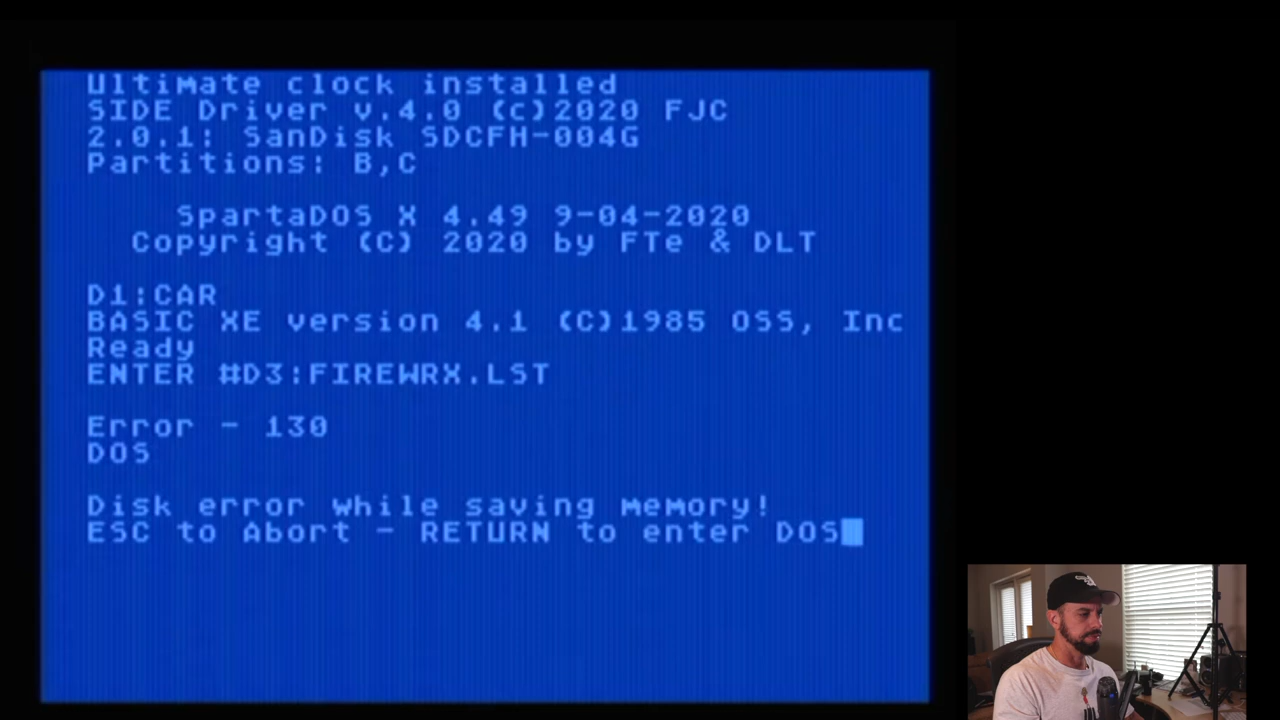 Ultimate clock installed
SIDE Driver v.4.0 (c)2020 FJC
2.0.1: SanDisk SDCFH-004G
Partitions: B,C
SpartaDOS X 4.49 9-04-2020
Copyright (C) 2020 by FTe & DLT
D1:CAR
BASIC XE version 4.1 (C)1985 OSS, Inc
Ready
ENTER #D3:FIREWRX.LST
Error - 130
DOS
Disk error while saving memory!
ESC to Abort - RETURN to enter DOS